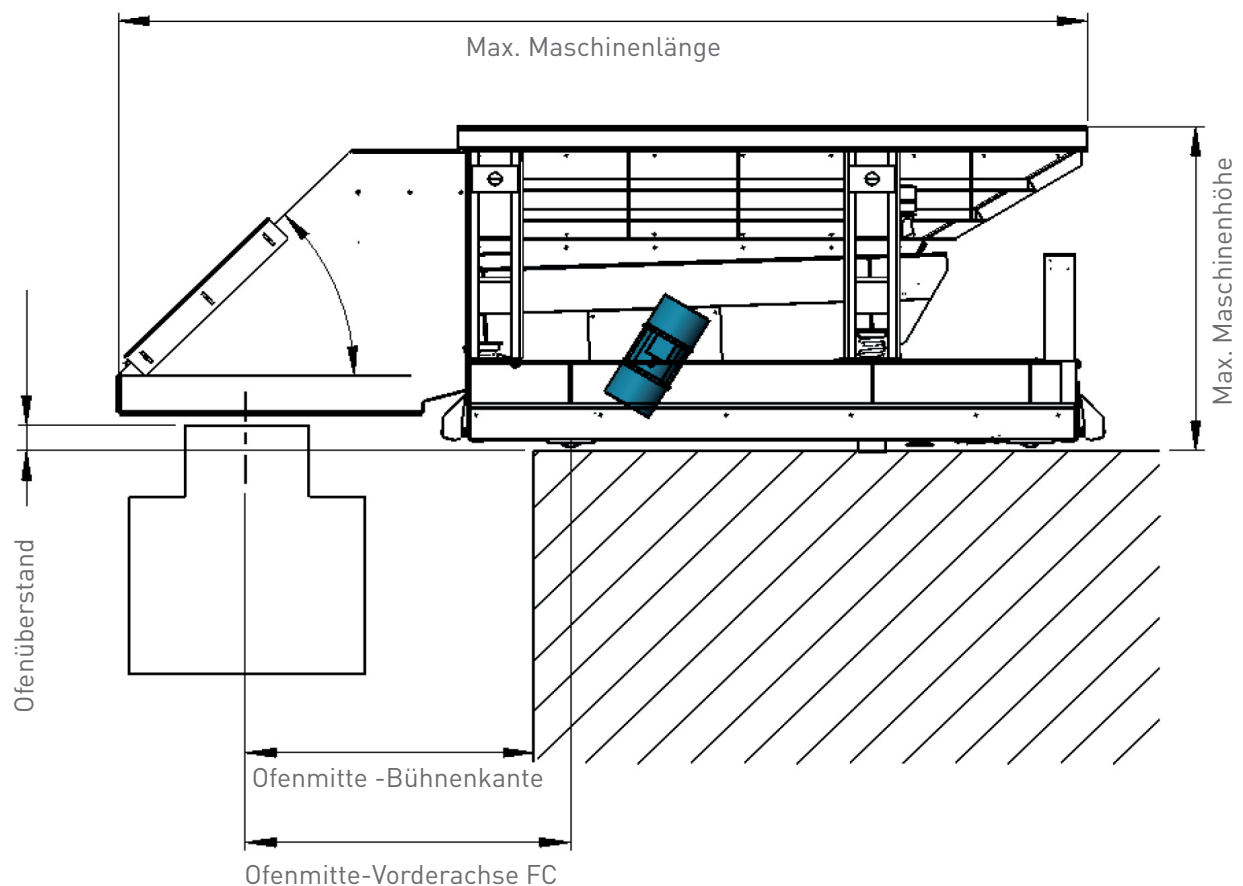 Max. Maschinenlänge
Max. Maschinenhöhe
Ofenüberstand
Ofenmitte -Bühnenkante
Ofenmitte-Vorderachse FC